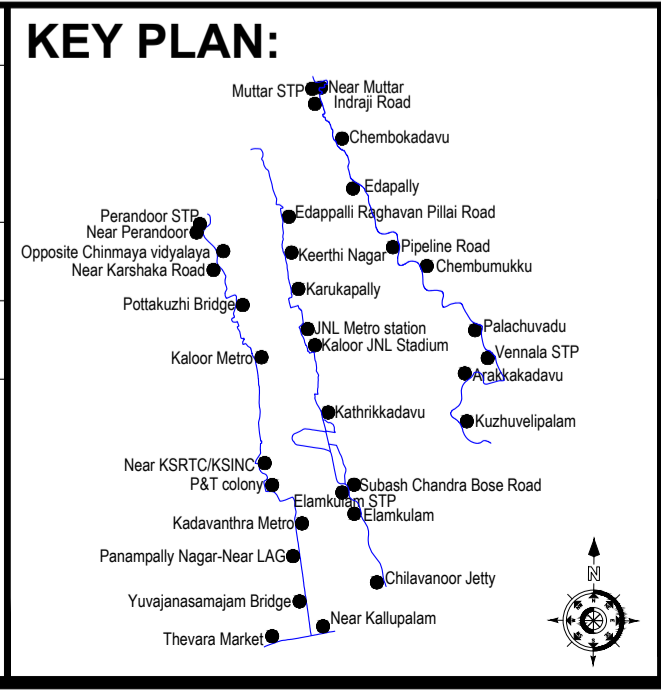 KEY PLAN:
Muttar STP
Near Muttar
Indraji Road
Chembokadavu
Edapally
Edappalli Raghavan Pillai Road
Perandoor STP
Near Perandoor
Opposite Chinmaya vidyalaya
Near Karshaka Road
Keerthi Nagar
Pipeline Road
Chembumukku
Karukapally
Pottakuzhi Bridge
JNL Metro station
Palachuvadu
Kaloor JNL Stadium
Kaloor Metro
Vennala STP
Arakkakadavu
Kathrikkadavu
Kuzhuvelipalam
Near KSRTC/KSINC
P&T colony
Subash Chandra Bose Road
Elamkulam STP
Elamkulam
Kadavanthra Metro
Panampally Nagar-Near LAG
Chilavanoor Jetty
Yuvajanasamajam Bridge
Near Kallupalam
Thevara Market
N